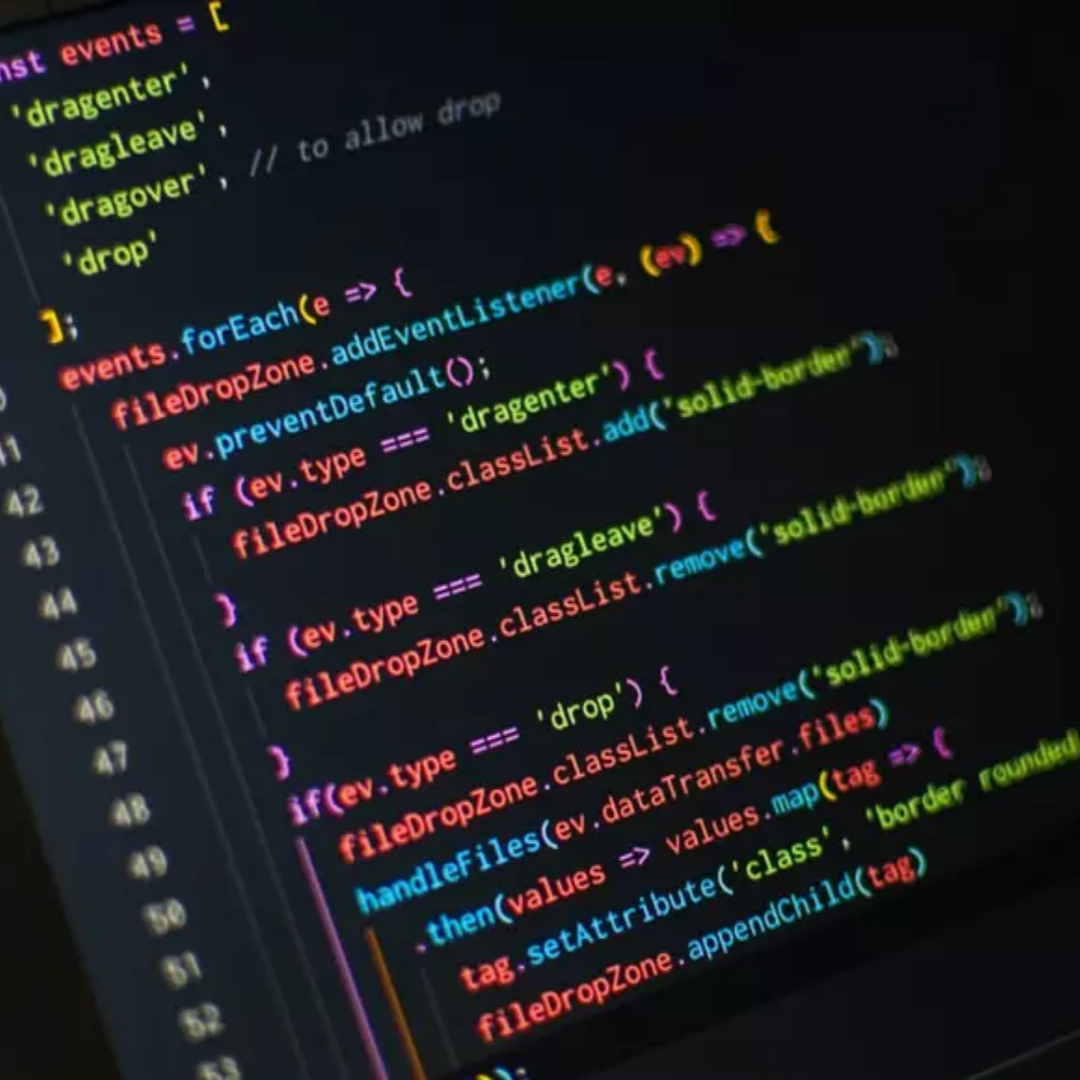 nst events = [
'dragenter',
'dragleave',
'dragover', // to allow drop
'drop'
];
events.forEach(e => {
fileDropZone.addEventListener(e, (ev) => {
41 ev.preventDefault();
42 if (ev.type === 'dragenter') {
43 fileDropZone.classList.add('solid-border');
44 }
45 if (ev.type === 'dragleave') {
46 fileDropZone.classList.remove('solid-border');
47 }
48 if(ev.type === 'drop') {
49 fileDropZone.classList.remove('solid-border');
50 handleFiles(ev.dataTransfer.files)
51 .then(values => values.map(tag => {
52 tag.setAttribute('class', 'border rounded
53 fileDropZone.appendChild(tag)